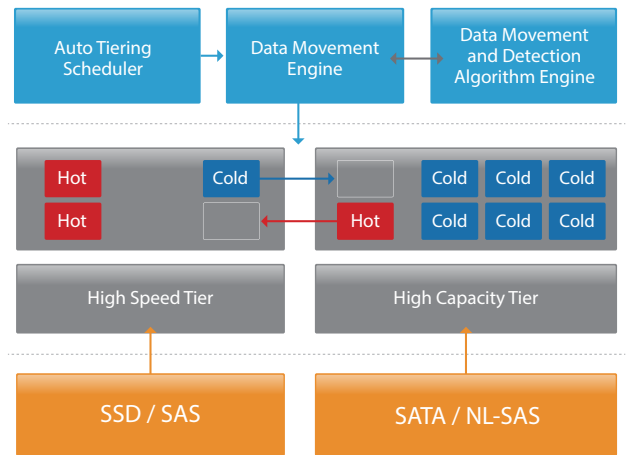 Auto Tiering
Scheduler
Data Movement
Engine
Data Movement
and Detection
Algorithm Engine
Hot
Cold
Cold
Cold
Cold
Hot
Hot
Cold
Cold
Cold
High Speed Tier
High Capacity Tier
SSD / SAS
SATA / NL-SAS